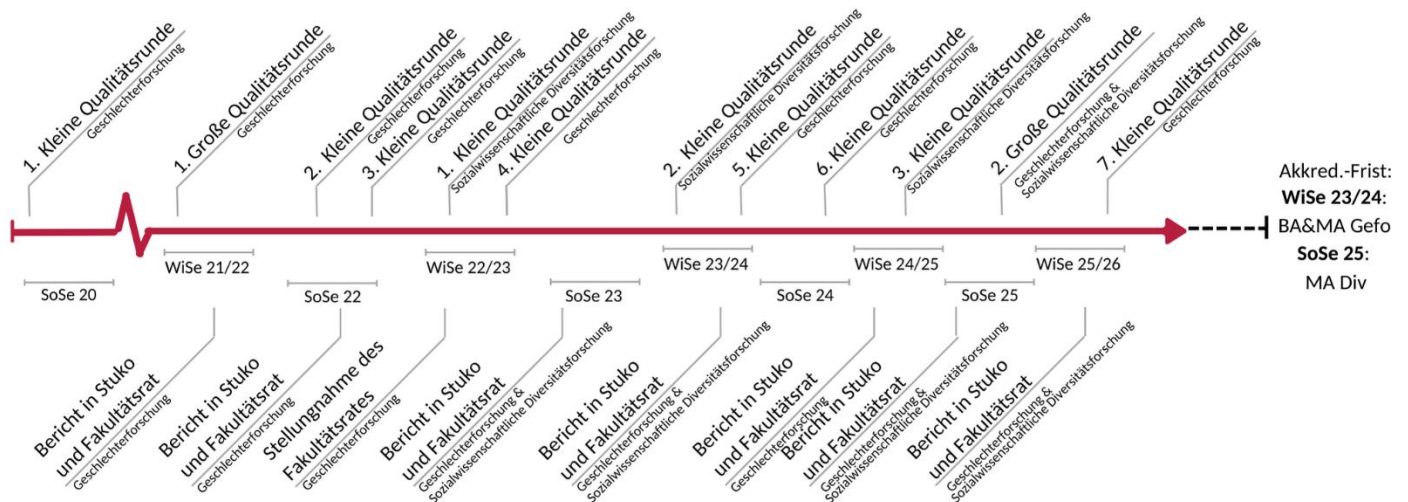 1. Kleine Qualitätsrunde
Geschlechterforschung
1. Große Qualitätsrunde
Geschlechterforschung
2. Kleine Qualitätsrunde
Geschlechterforschung
3. Kleine Qualitätsrunde
Geschlechterforschung
1. Kleine Qualitätsrunde
Sozialwissenschaftliche Diversitätsforschung
4. Kleine Qualitätsrunde
Geschlechterforschung
2. Kleine Qualitätsrunde
Sozialwissenschaftliche Diversitätsforschung
5. Kleine Qualitätsrunde
Geschlechterforschung
6. Kleine Qualitätsrunde
Geschlechterforschung
3. Kleine Qualitätsrunde
Sozialwissenschaftliche Diversitätsforschung
2. Große Qualitätsrunde
Geschlechterforschung &
Sozialwissenschaftliche Diversitätsforschung
7. Kleine Qualitätsrunde
Geschlechterforschung
Akkred.-Frist:
WiSe 23/24:
BA&MA Gefo
SoSe 25:
MA Div
SoSe 20
WiSe 21/22
SoSe 22
WiSe 22/23
SoSe 23
WiSe 23/24
SoSe 24
WiSe 24/25
SoSe 25
WiSe 25/26
Bericht in Stuko
und Fakultätsrat
Geschlechterforschung
Bericht in Stuko
und Fakultätsrat
Geschlechterforschung
Stellungnahme des
Fakultätsrates
Geschlechterforschung
Bericht in Stuko
und Fakultätsrat
Geschlechterforschung &
Sozialwissenschaftliche Diversitätsforschung
Bericht in Stuko
und Fakultätsrat
Geschlechterforschung &
Sozialwissenschaftliche Diversitätsforschung
Bericht in Stuko
und Fakultätsrat
Geschlechterforschung
Bericht in Stuko
und Fakultätsrat
Geschlechterforschung &
Sozialwissenschaftliche Diversitätsforschung
Bericht in Stuko
und Fakultätsrat
Geschlechterforschung &
Sozialwissenschaftliche Diversitätsforschung